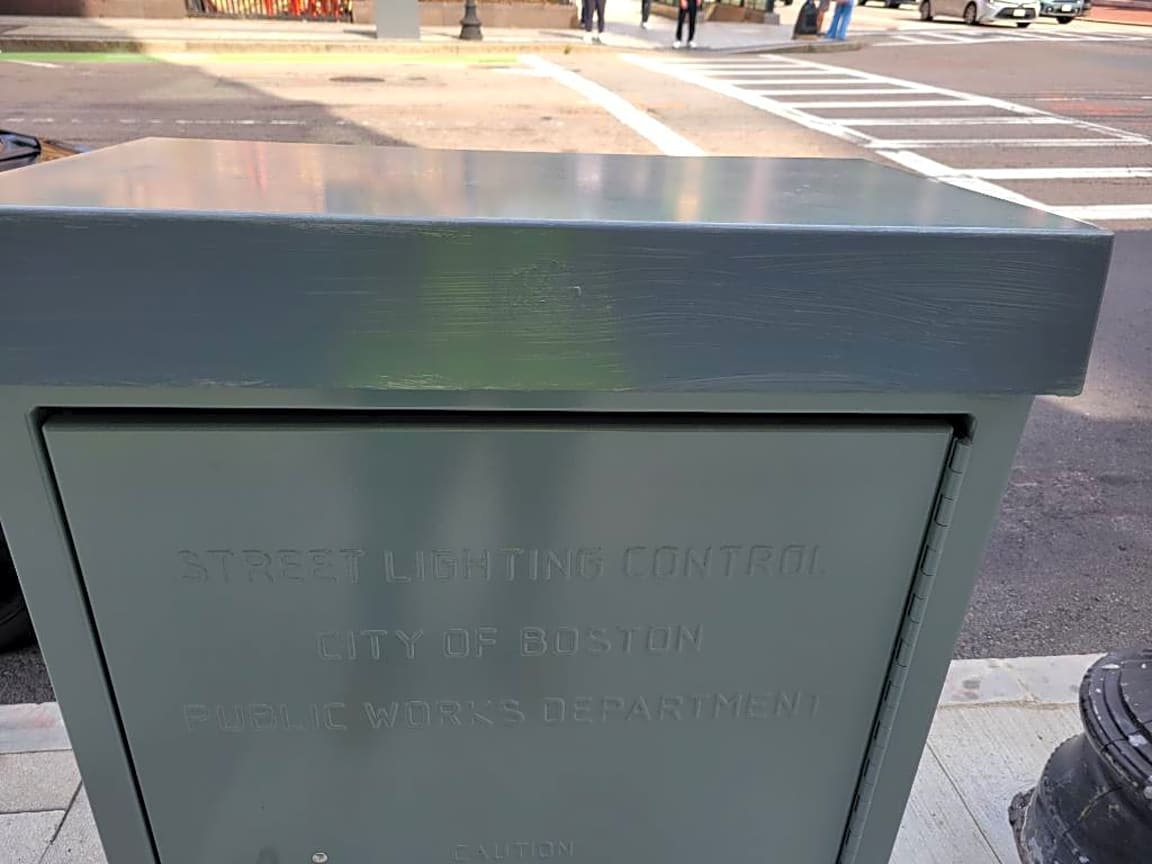 STREET LIGHTING CONTROL
CITY OF BOSTON
PUBLIC WORKS DEPARTMENT
CAUTION